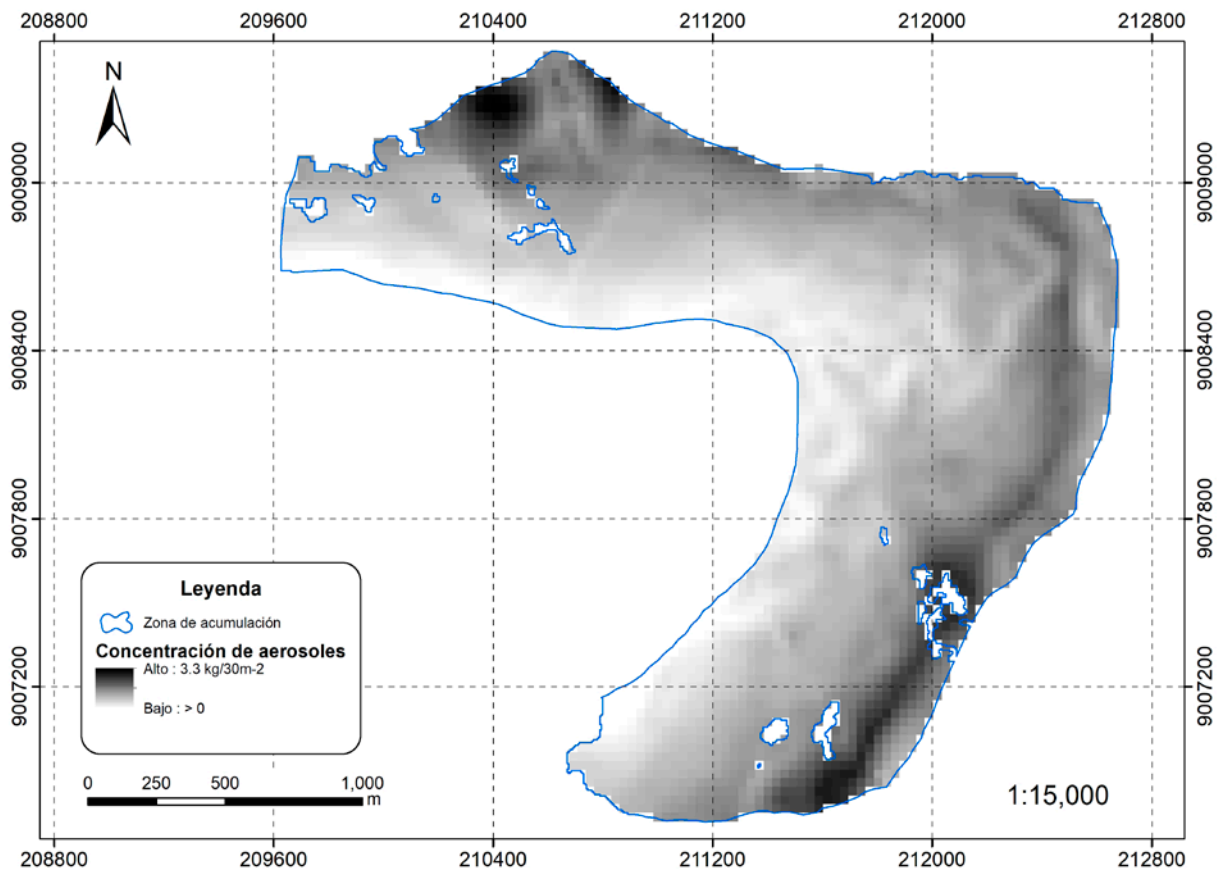 208800 209600 210400 211200 212000 212800
N
9009000 9009000
9008400 9008400
9007800 9007800
9007200 9007200
Leyenda
Zona de acumulación
Concentración de aerosoles
Alto : 3.3 kg/30m-2
Bajo : > 0
0 250 500 1,000
m
1:15,000
208800 209600 210400 211200 212000 212800